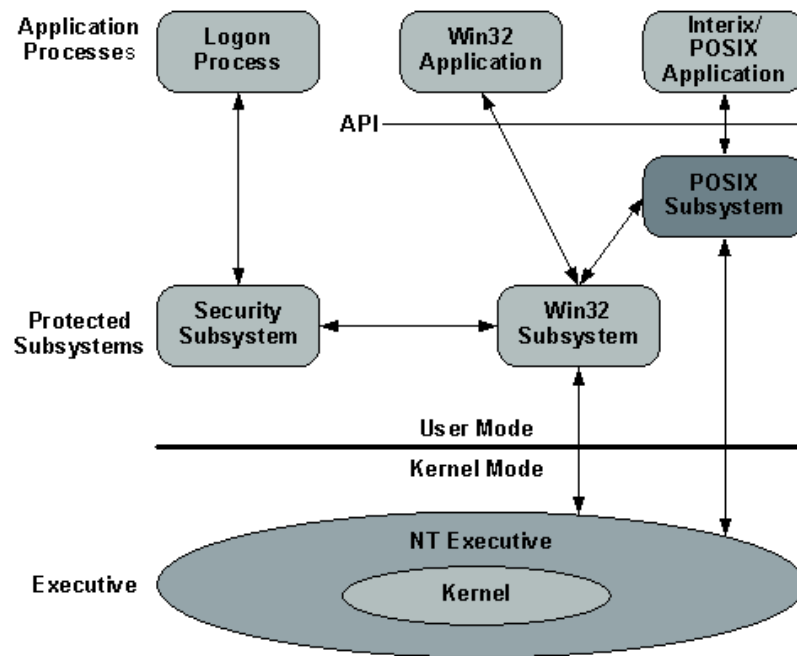 Application
Processes
Logon
Process
Win32
Application
Interix/
POSIX
Application
API
POSIX
Subsystem
Protected
Subsystems
Security
Subsystem
Win32
Subsystem
User Mode
Kernel Mode
NT Executive
Executive
Kernel